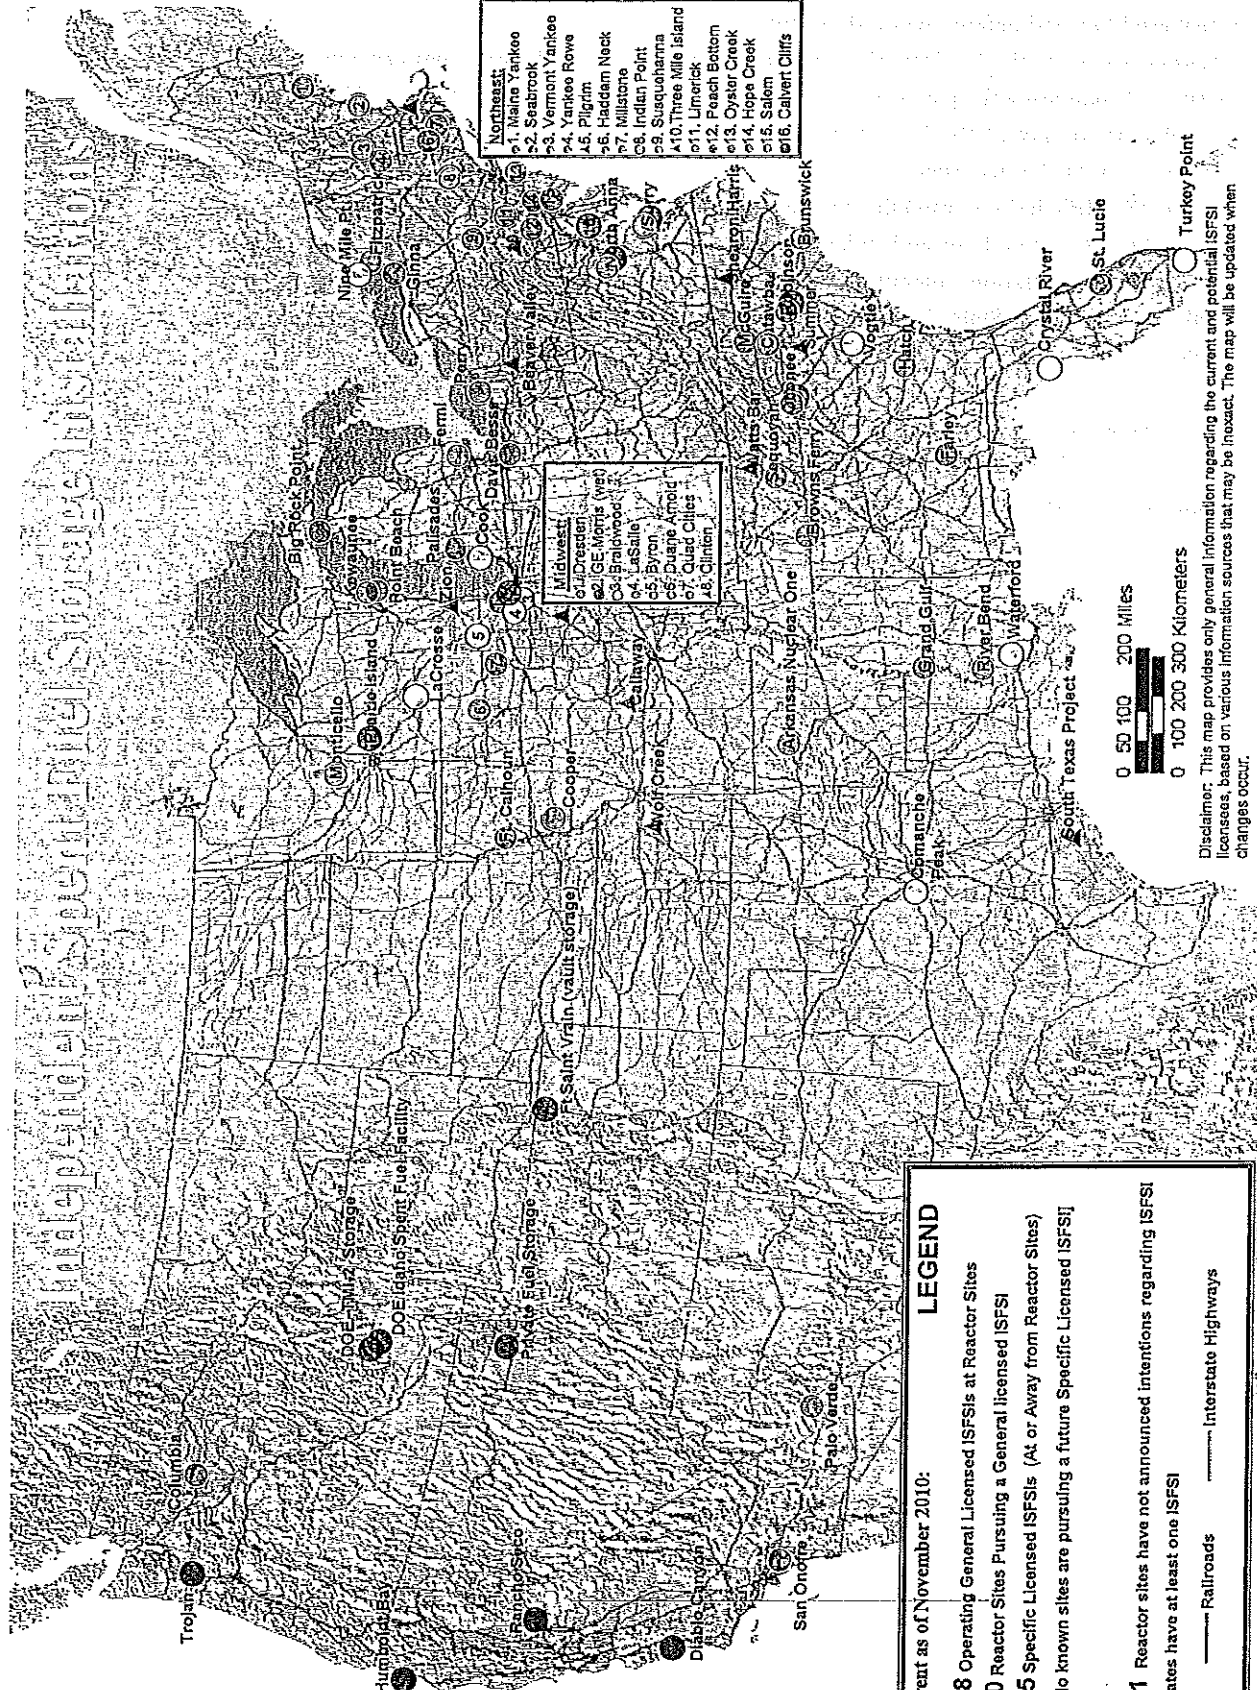 Independent Spent Fuel Storage Installations
Trojan
Columbia
Humboldt Bay
Rancho Seco
Diablo Canyon
San Onofre
Palo Verde
DOE: TMI-2 Storage
DOE: Idaho Spent Fuel Facility
Private Fuel Storage
Ft Saint Vrain (vault storage)
Monticello
Prairie Island
LaCrosse
Ft. Calhoun
Cooper
Wolf Creek
Callaway
Arkansas Nuclear One
Comanche
Peak
South Texas Project
Grand Gulf
River Bend
Waterford
Big Rock Point
Kewaunee
Point Beach
Zion
Palisades
Cook
Fermi
Davis Besse
Perry
Beaver Valley
Nine Mile Pt.
Fitzpatrick
Ginna
North Anna
Surry
Shearon Harris
McGuire
Catawba
Robinson
Brunswick
Summer
Oconee
Vogtle
Hatch
Watts Bar
Sequoyah
Browns Ferry
Farley
Crystal River
St. Lucie
Turkey Point
Northeast:
1. Maine Yankee
2. Seabrook
3. Vermont Yankee
4. Yankee Rowe
5. Pilgrim
6. Haddam Neck
7. Millstone
8. Indian Point
9. Susquehanna
10. Three Mile Island
11. Limerick
12. Peach Bottom
13. Oyster Creek
14. Hope Creek
15. Salem
16. Calvert Cliffs
Midwest:
1. Dresden
2. GE-Morris (wet)
3. Braidwood
4. LaSalle
5. Byron
6. Duane Arnold
7. Quad Cities
8. Clinton
LEGEND
rent as of November 2010:
8 Operating General Licensed ISFSIs at Reactor Sites
0 Reactor Sites Pursuing a General licensed ISFSI
5 Specific Licensed ISFSIs (At or Away from Reactor Sites)
lo known sites are pursuing a future Specific Licensed ISFSI]
1 Reactor sites have not announced intentions regarding ISFSI
ates have at least one ISFSI
Railroads Interstate Highways
0 50 100 200 Miles
0 100 200 300 Kilometers
Disclaimer: This map provides only general information regarding the current and potential ISFSI
licenses, based on various information sources that may be inexact. The map will be updated when
changes occur.